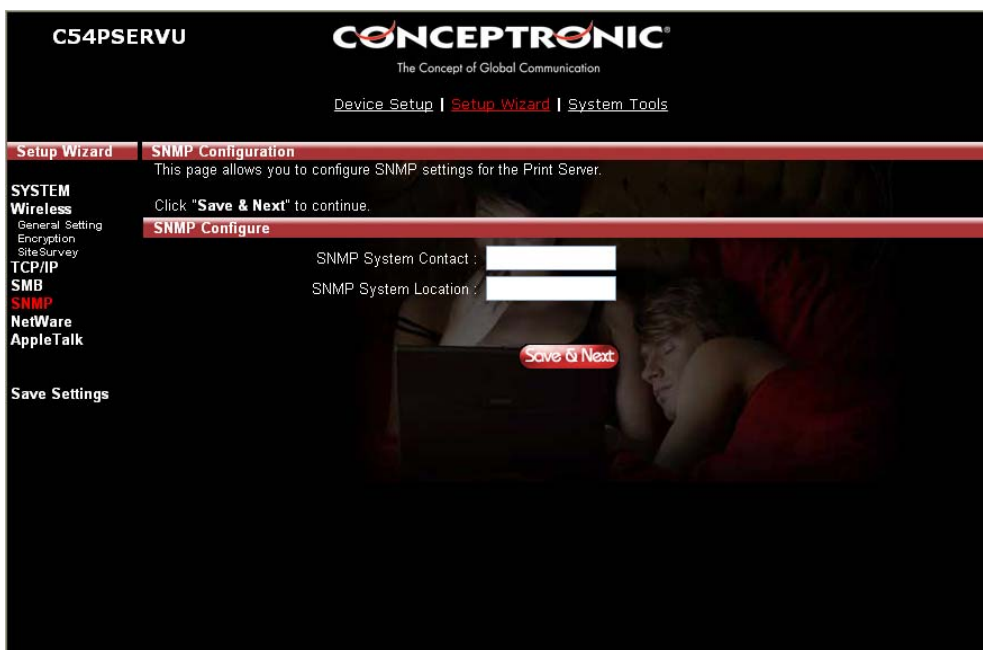 C54PSERVU
CONCEPTRONIC®
The Concept of Global Communication
Device Setup | Setup Wizard | System Tools
Setup Wizard
SYSTEM
Wireless
General Setting
Encryption
SiteSurvey
TCP/IP
SMB
SNMP
NetWare
AppleTalk
Save Settings
SNMP Configuration
This page allows you to configure SNMP settings for the Print Server.
Click "Save & Next" to continue.
SNMP Configure
SNMP System Contact :
SNMP System Location :
Save & Next